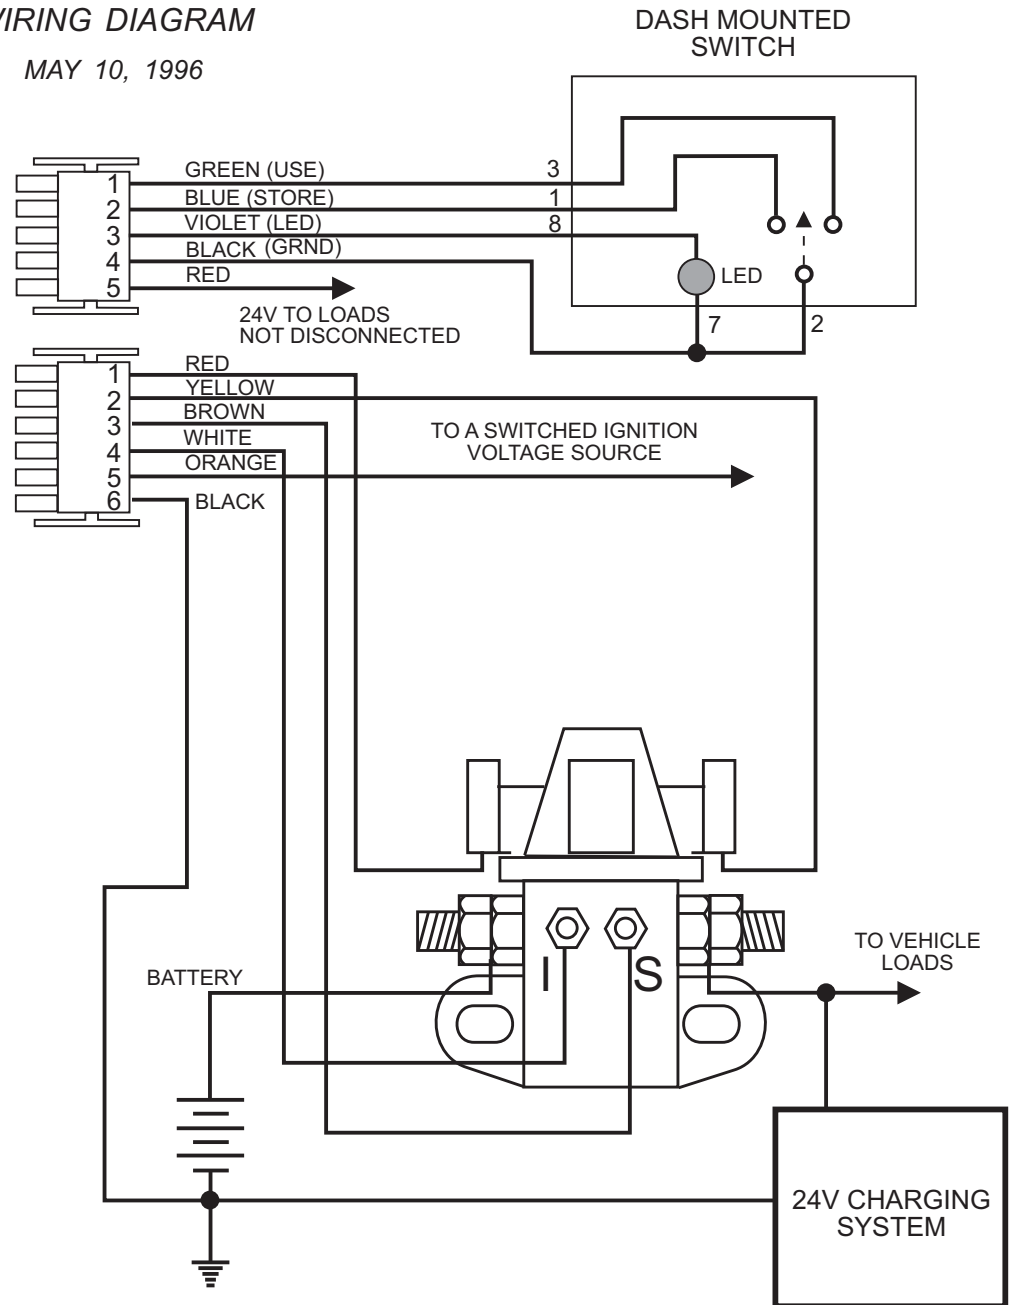 WIRING DIAGRAM
MAY 10, 1996
DASH MOUNTED
SWITCH
1 GREEN (USE) 3
2 BLUE (STORE) 1
3 VIOLET (LED) 8
4 BLACK (GRND)
5 RED
LED
7 2
24V TO LOADS
NOT DISCONNECTED
1 RED
2 YELLOW
3 BROWN
4 WHITE
5 ORANGE
6 BLACK
TO A SWITCHED IGNITION
VOLTAGE SOURCE
I S
TO VEHICLE
LOADS
BATTERY
24V CHARGING
SYSTEM